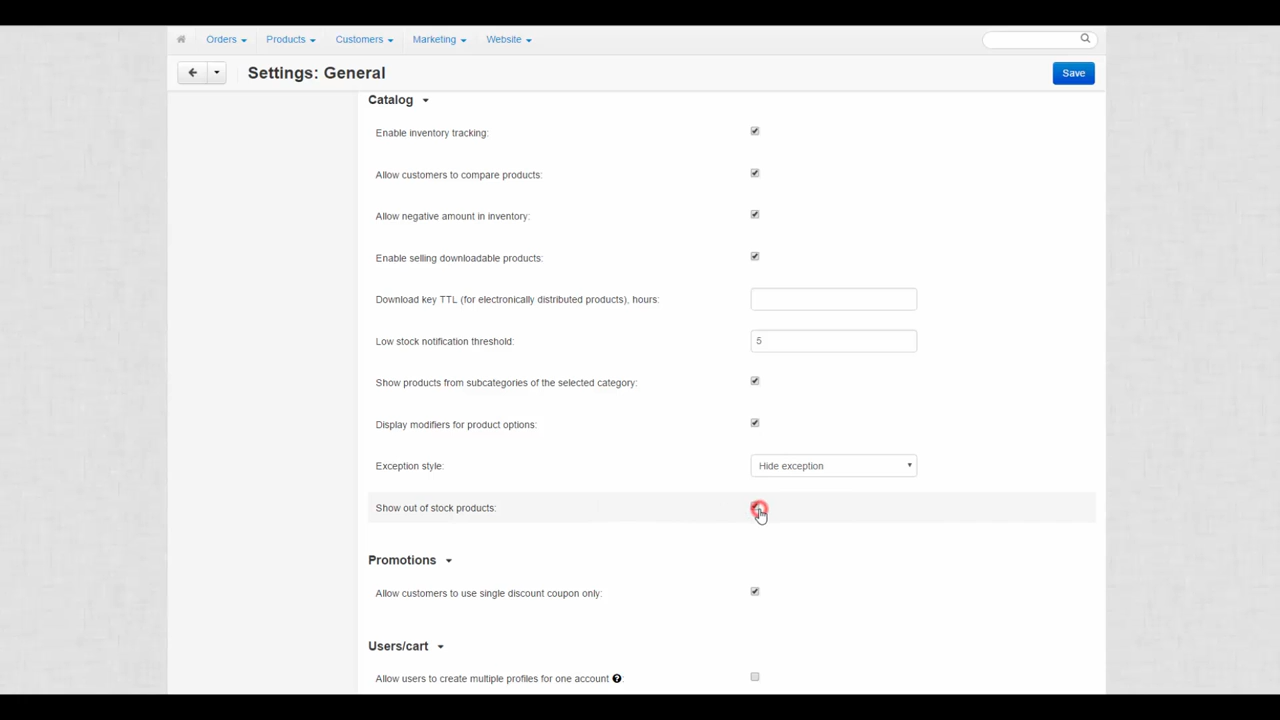 Orders Products Customers Marketing Website
Settings: General Save
Catalog
Enable inventory tracking:
Allow customers to compare products:
Allow negative amount in inventory:
Enable selling downloadable products:
Download key TTL (for electronically distributed products), hours:
Low stock notification threshold: 5
Show products from subcategories of the selected category:
Display modifiers for product options:
Exception style: Hide exception
Show out of stock products:
Promotions
Allow customers to use single discount coupon only:
Users/cart
Allow users to create multiple profiles for one account ?: